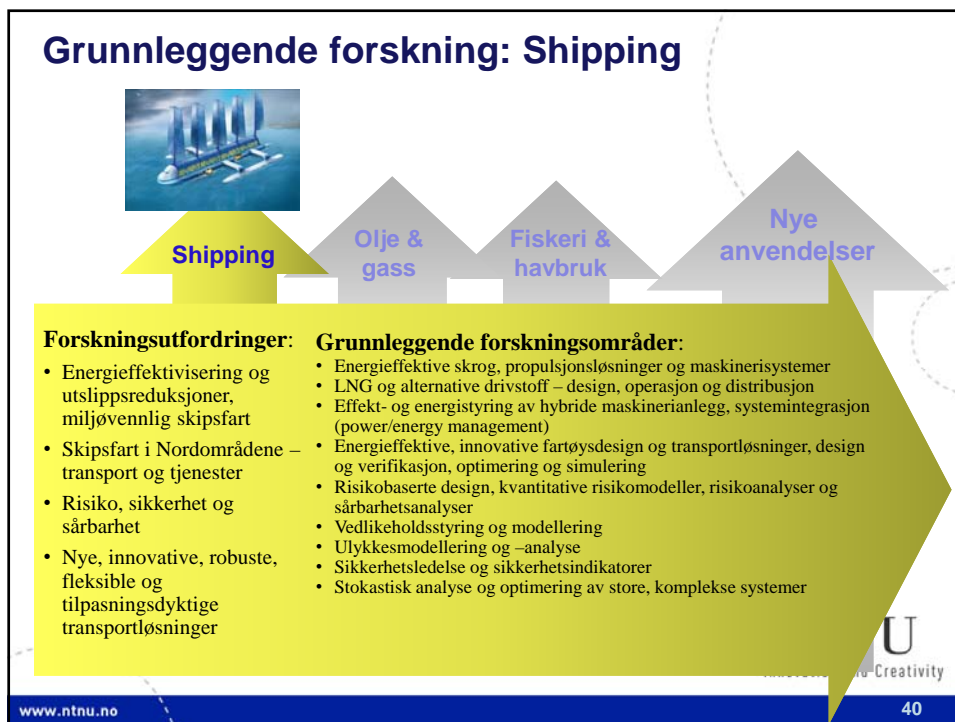 Grunnleggende forskning: Shipping
Shipping
Olje &
gass
Fiskeri &
havbruk
Nye
anvendelser
Forskningsutfordringer:
• Energieffektivisering og
utslippsreduksjoner,
miljøvennlig skipsfart
• Skipsfart i Nordområdene –
transport og tjenester
• Risiko, sikkerhet og
sårbarhet
• Nye, innovative, robuste,
fleksible og
tilpasningsdyktige
transportløsninger
Grunnleggende forskningsområder:
• Energieffektive skrog, propulsjonsløsninger og maskinerisystemer
• LNG og alternative drivstoff – design, operasjon og distribusjon
• Effekt- og energistyring av hybride maskinerianlegg, systemintegrasjon
(power/energy management)
• Energieffektive, innovative fartøysdesign og transportløsninger, design
og verifikasjon, optimering og simulering
• Risikobaserte design, kvantitative risikomodeller, risikoanalyser og
sårbarhetsanalyser
• Vedlikeholdsstyring og modellering
• Ulykkesmodellering og –analyse
• Sikkerhetsledelse og sikkerhetsindikatorer
• Stokastisk analyse og optimering av store, komplekse systemer
U
Creativity
www.ntnu.no
40